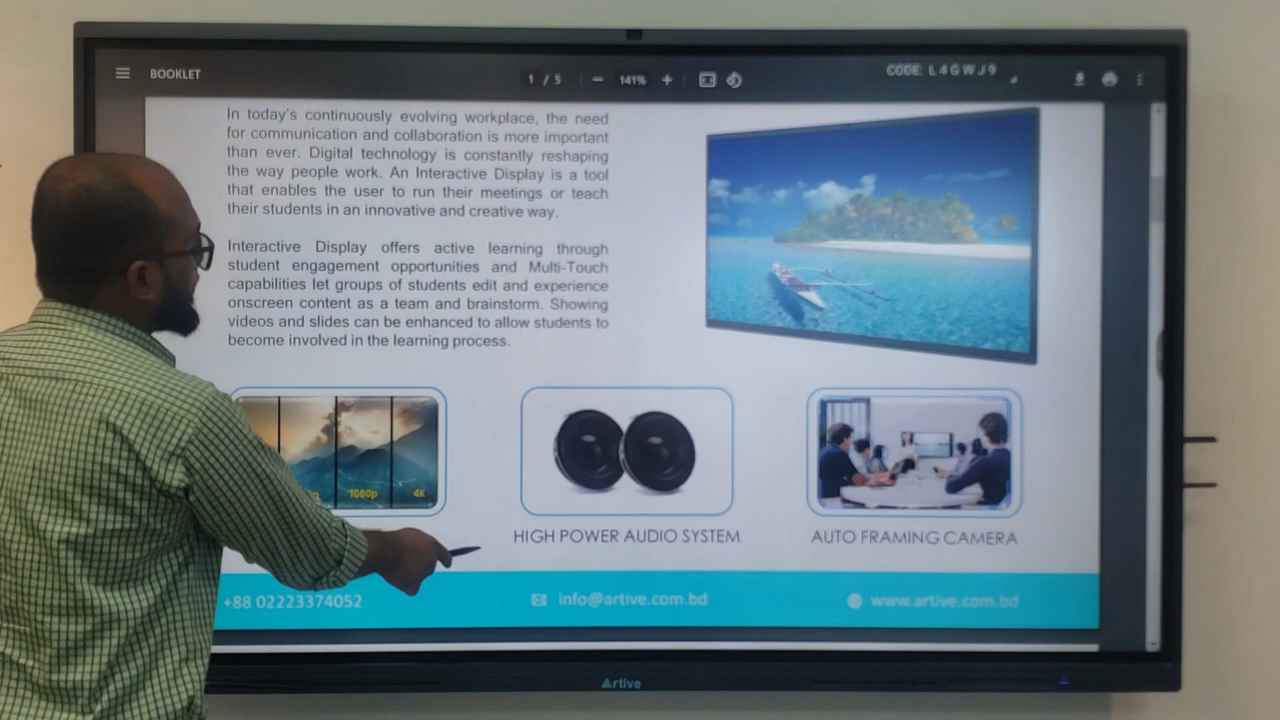 BOOKLET
1 / 5
141%
CODE: L4GWJ9
In today's continuously evolving workplace, the need
for communication and collaboration is more important
than ever. Digital technology is constantly reshaping
the way people work. An Interactive Display is a tool
that enables the user to run their meetings or teach
their students in an innovative and creative way.
Interactive Display offers active learning through
student engagement opportunities and Multi-Touch
capabilities let groups of students edit and experience
onscreen content as a team and brainstorm. Showing
videos and slides can be enhanced to allow students to
become involved in the learning process.
1080p
4K
HIGH POWER AUDIO SYSTEM
AUTO FRAMING CAMERA
+88 02223374052
info@artive.com.bd
www.artive.com.bd
Artive